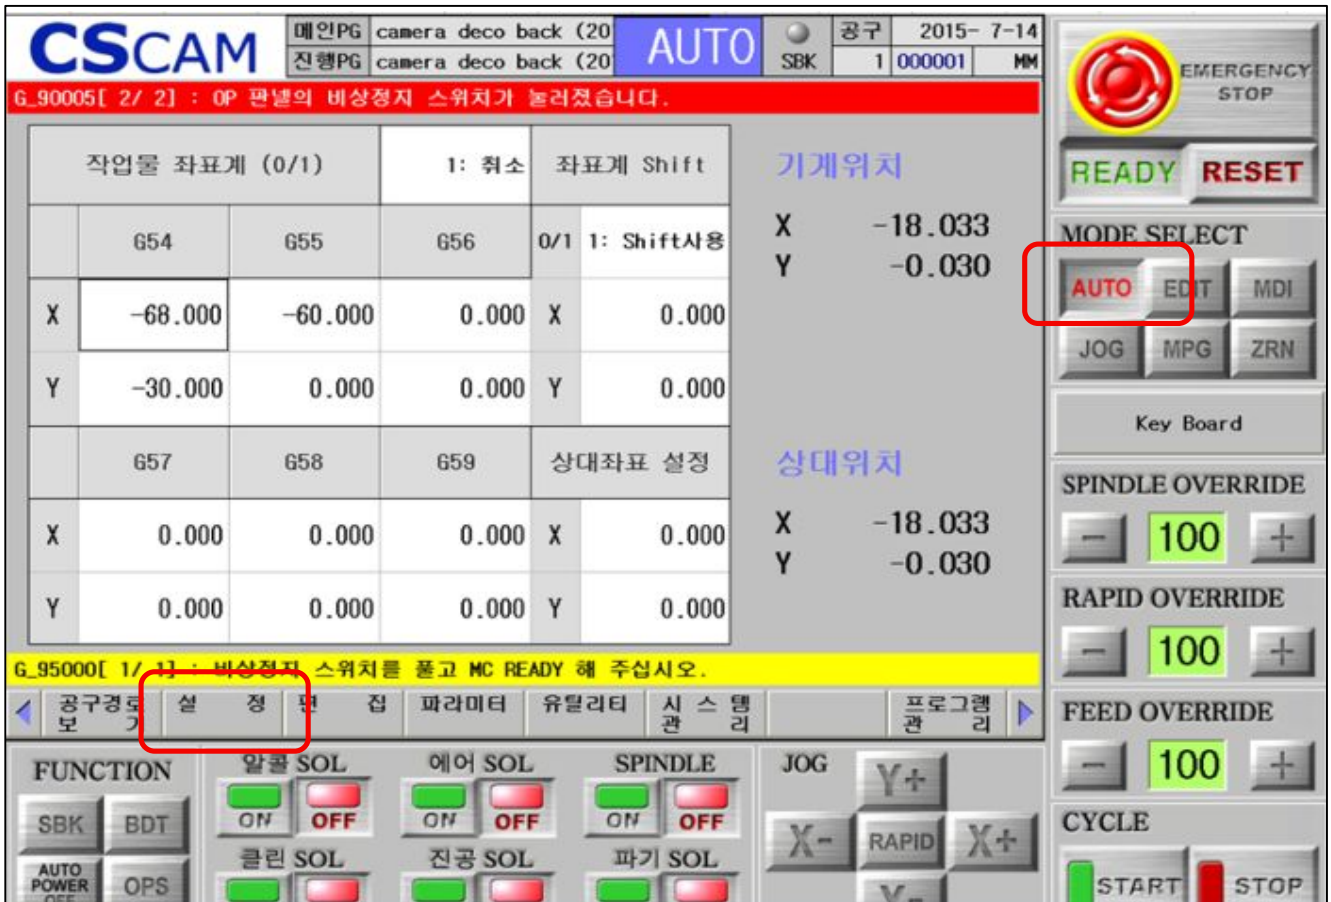 CSCAM
메인PG camera deco back (20
진행PG camera deco back (20
AUTO
SBK
공구 2015- 7-14
1 000001 MM
G_90005[ 2/ 2] : OP 판넬의 비상정지 스위치가 눌러졌습니다.
작업물 좌표계 (0/1) 1: 취소 좌표계 Shift
G54 G55 G56 0/1 1: Shift사용
X -68.000 -60.000 0.000 X 0.000
Y -30.000 0.000 0.000 Y 0.000
G57 G58 G59 상대좌표 설정
X 0.000 0.000 0.000 X 0.000
Y 0.000 0.000 0.000 Y 0.000
기계위치
X -18.033
Y -0.030
상대위치
X -18.033
Y -0.030
G_95000[ 1/ 1] : 비상정지 스위치를 풀고 MC READY 해 주십시오.
공구경로 보기
설 정
편 집
파라미터
유틸리티
시스템 관 리
프로그램 관 리
EMERGENCY
STOP
READY RESET
MODE SELECT
AUTO EDIT MDI
JOG MPG ZRN
Key Board
SPINDLE OVERRIDE
- 100 +
RAPID OVERRIDE
- 100 +
FEED OVERRIDE
- 100 +
CYCLE
START STOP
FUNCTION
SBK BDT
AUTO POWER OFF OPS
알콜 SOL
ON OFF
에어 SOL
ON OFF
SPINDLE
ON OFF
클린 SOL
진공 SOL
파기 SOL
JOG
Y+
X- RAPID X+
Y-